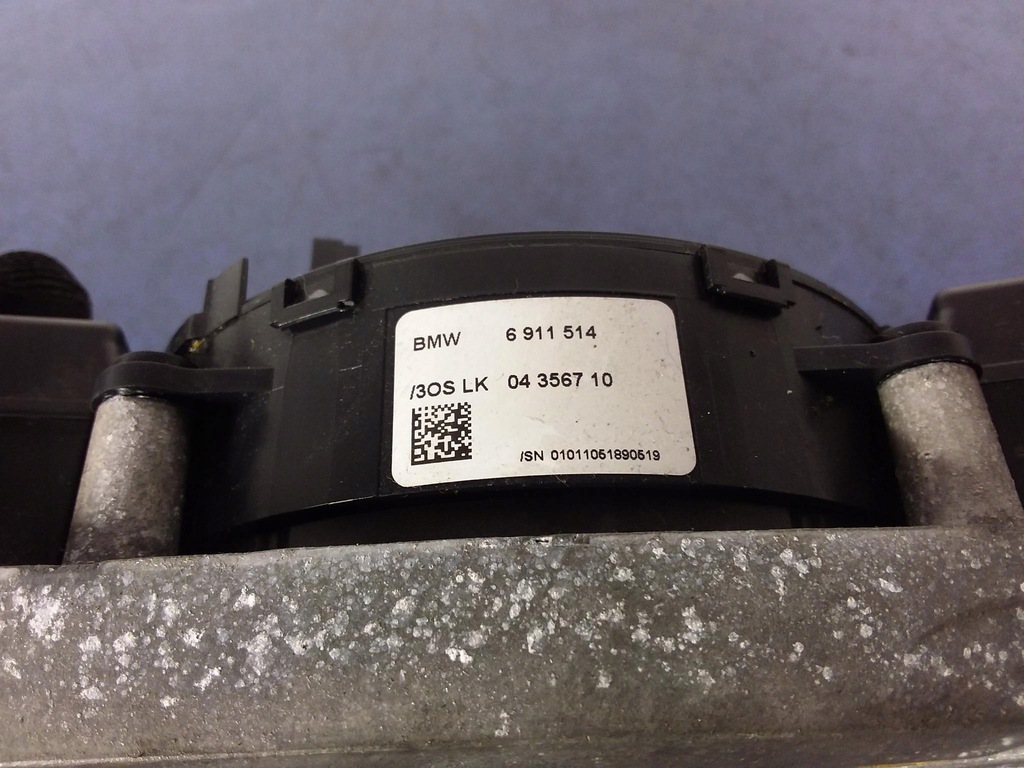 BMW 6 911 514
/3OS LK 04 3567 10
/SN 01011051890519